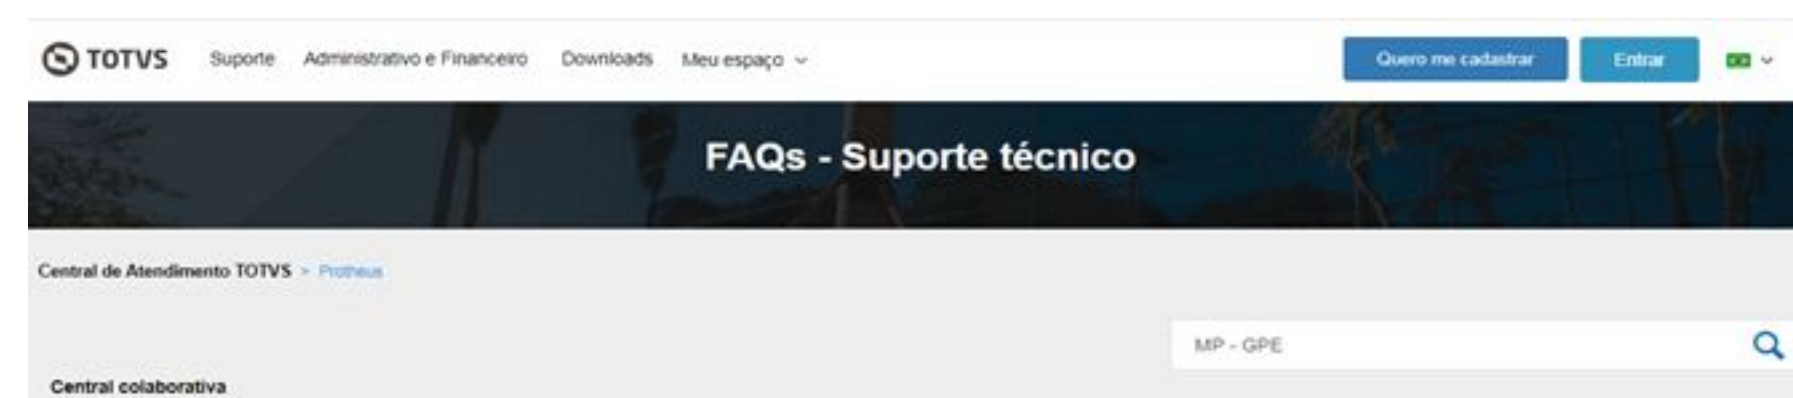 TOTVS Suporte Administrativo e Financeiro Downloads Meu espaço Quero me cadastrar Entrar
FAQs - Suporte técnico
Central de Atendimento TOTVS > Protheus
MP - GPE
Central colaborativa